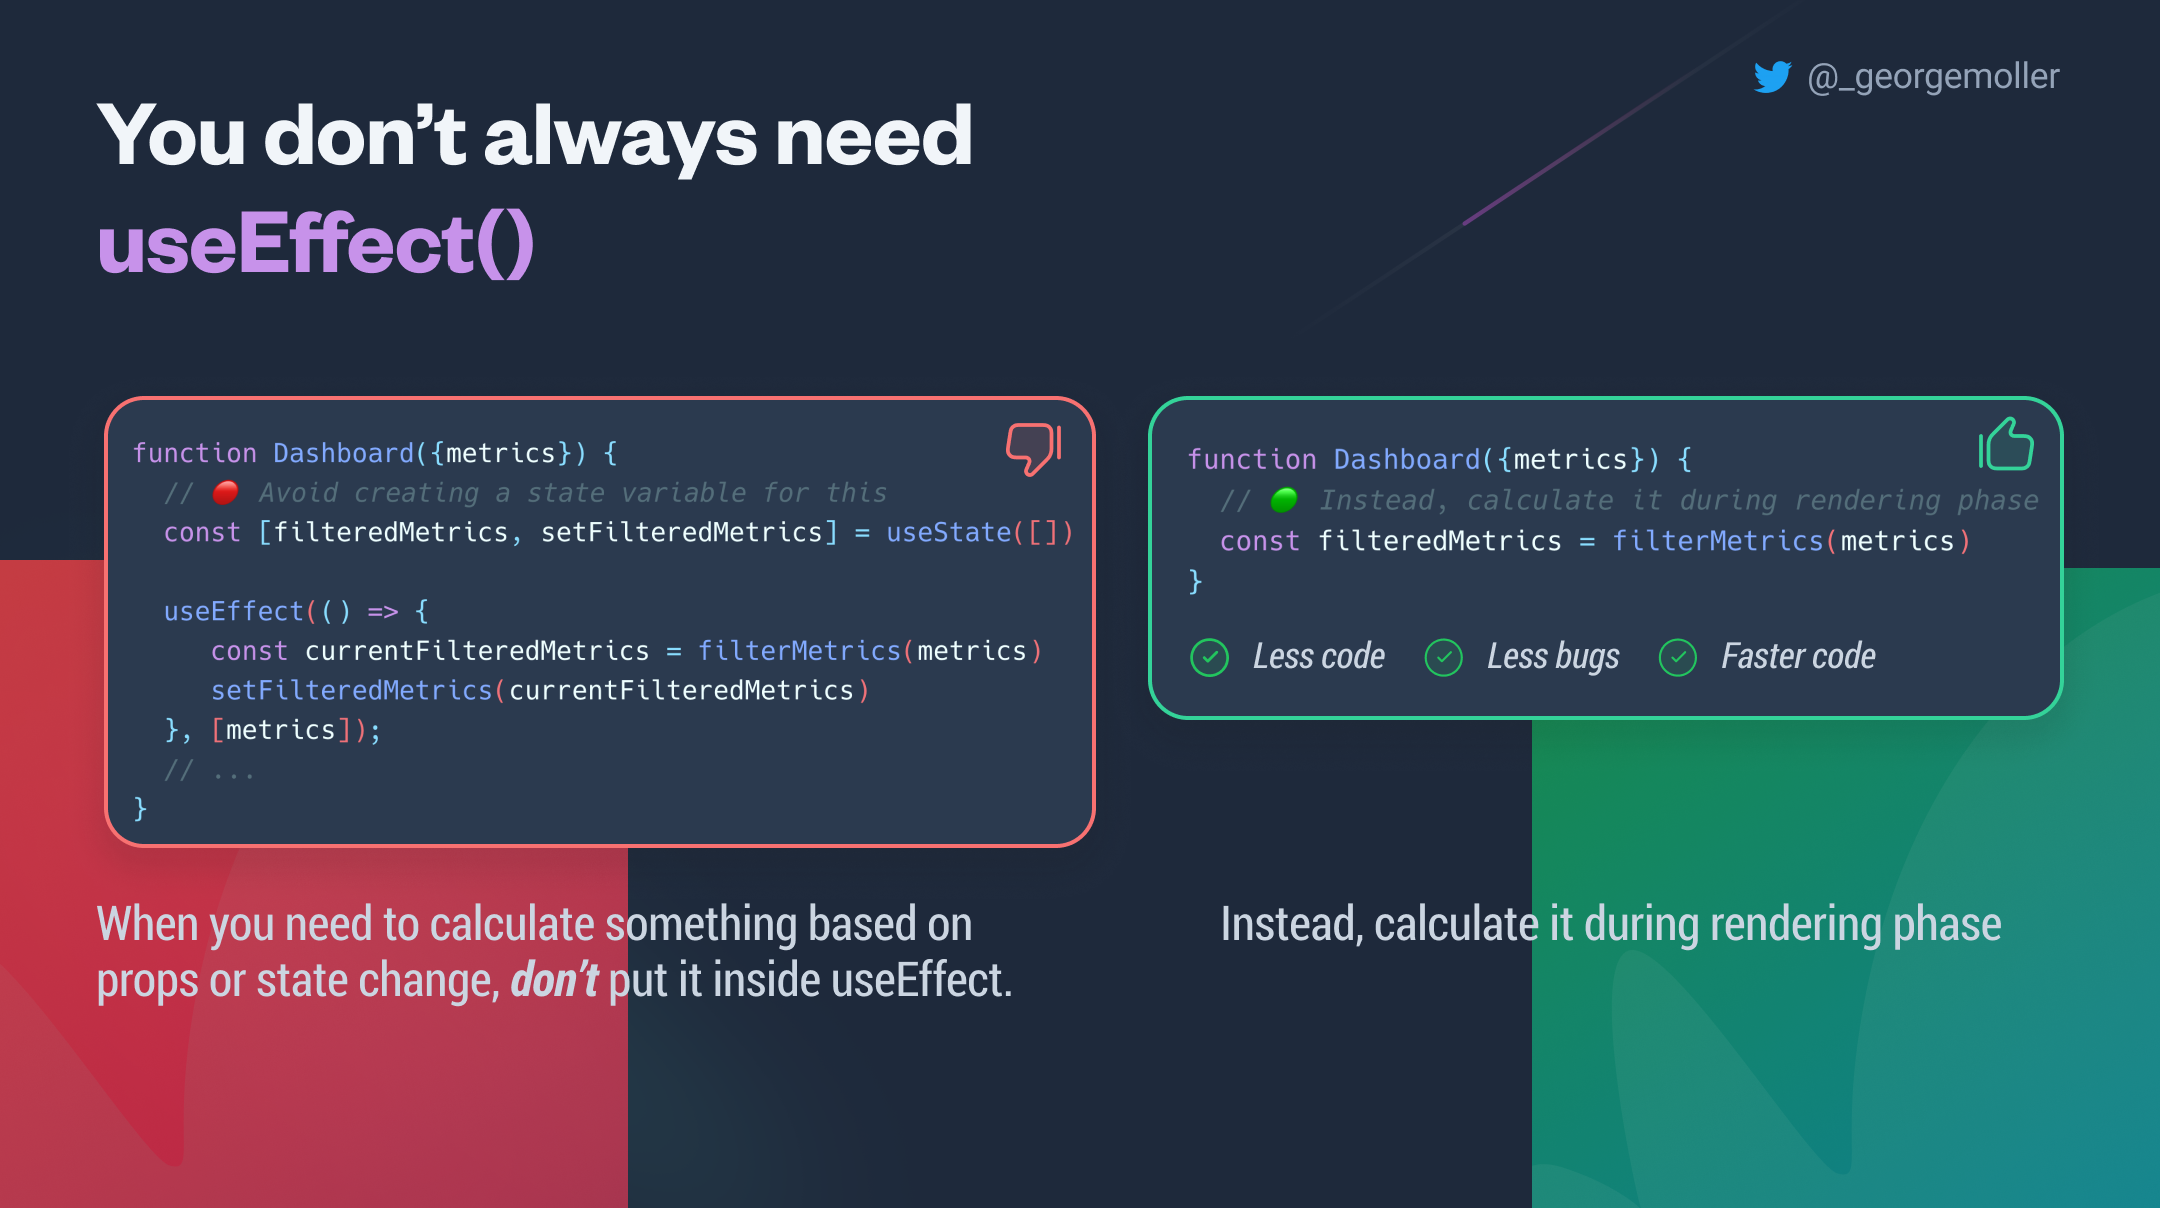 @_georgemoller
You don’t always need
useEffect()
function Dashboard({metrics}) {
// 🔴 Avoid creating a state variable for this
const [filteredMetrics, setFilteredMetrics] = useState([])
useEffect(() => {
const currentFilteredMetrics = filterMetrics(metrics)
setFilteredMetrics(currentFilteredMetrics)
}, [metrics]);
// ...
}
When you need to calculate something based on
props or state change, don’t put it inside useEffect.
function Dashboard({metrics}) {
// 🟢 Instead, calculate it during rendering phase
const filteredMetrics = filterMetrics(metrics)
}
Less code Less bugs Faster code
Instead, calculate it during rendering phase